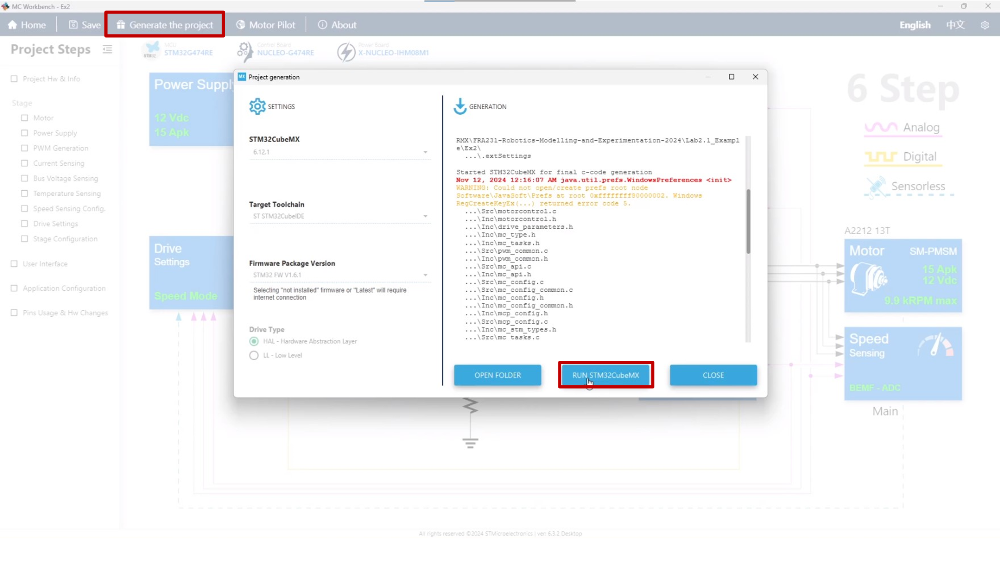 MC Workbench - Ex2
Home
Save
Generate the project
Motor Pilot
About
English
中文
Project Steps
MCU
STM32G474RE
STM32
Control Board
NUCLEO-G474RE
Power Board
X-NUCLEO-IHM08M1
Project Hw & Info
Stage
Motor
Power Supply
PWM Generation
Current Sensing
Bus Voltage Sensing
Temperature Sensing
Speed Sensing Config.
Drive Settings
Stage Configuration
User Interface
Application Configuration
Pins Usage & Hw Changes
Power Supply
12 Vdc
15 Apk
Drive
Settings
Speed Mode
MX Project generation
SETTINGS
STM32CubeMX
6.12.1
Target Toolchain
ST STM32CubeIDE
Firmware Package Version
STM32 FW V1.6.1
Selecting "not installed" firmware or "Latest" will require
internet connection
Drive Type
HAL - Hardware Abstraction Layer
LL - Low Level
GENERATION
RMX\FRA231-Robotics-Modelling-and-Experimentation-2024\Lab2.1_Exampl
e\Ex2\
...\.extSettings
Started STM32CubeMX for final c-code generation
Nov 12, 2024 12:16:07 AM java.util.prefs.WindowsPreferences <init>
WARNING: Could not open/create prefs root node
Software\JavaSoft\Prefs at root 0xffffffff80000002. Windows
RegCreateKeyEx(...) returned error code 5.
...\Src\motorcontrol.c
...\Inc\motorcontrol.h
...\Inc\drive_parameters.h
...\Inc\mc_type.h
...\Inc\mc_tasks.h
...\Src\pwm_common.c
...\Inc\pwm_common.h
...\Src\mc_api.c
...\Inc\mc_api.h
...\Src\mc_config.c
...\Src\mc_config_common.c
...\Inc\mc_config.h
...\Inc\mc_config_common.h
...\Inc\mcp_config.h
...\Src\mcp_config.c
...\Inc\mc_stm_types.h
...\Src\mc_tasks.c
OPEN FOLDER
RUN STM32CubeMX
CLOSE
6 Step
Analog
Digital
Sensorless
A2212 13T
Motor
SM-PMSM
15 Apk
12 Vdc
9.9 kRPM max
Speed
Sensing
BEMF - ADC
Main
All rights reserved ©2024 STMicroelectronics | ver: 6.3.2 Desktop